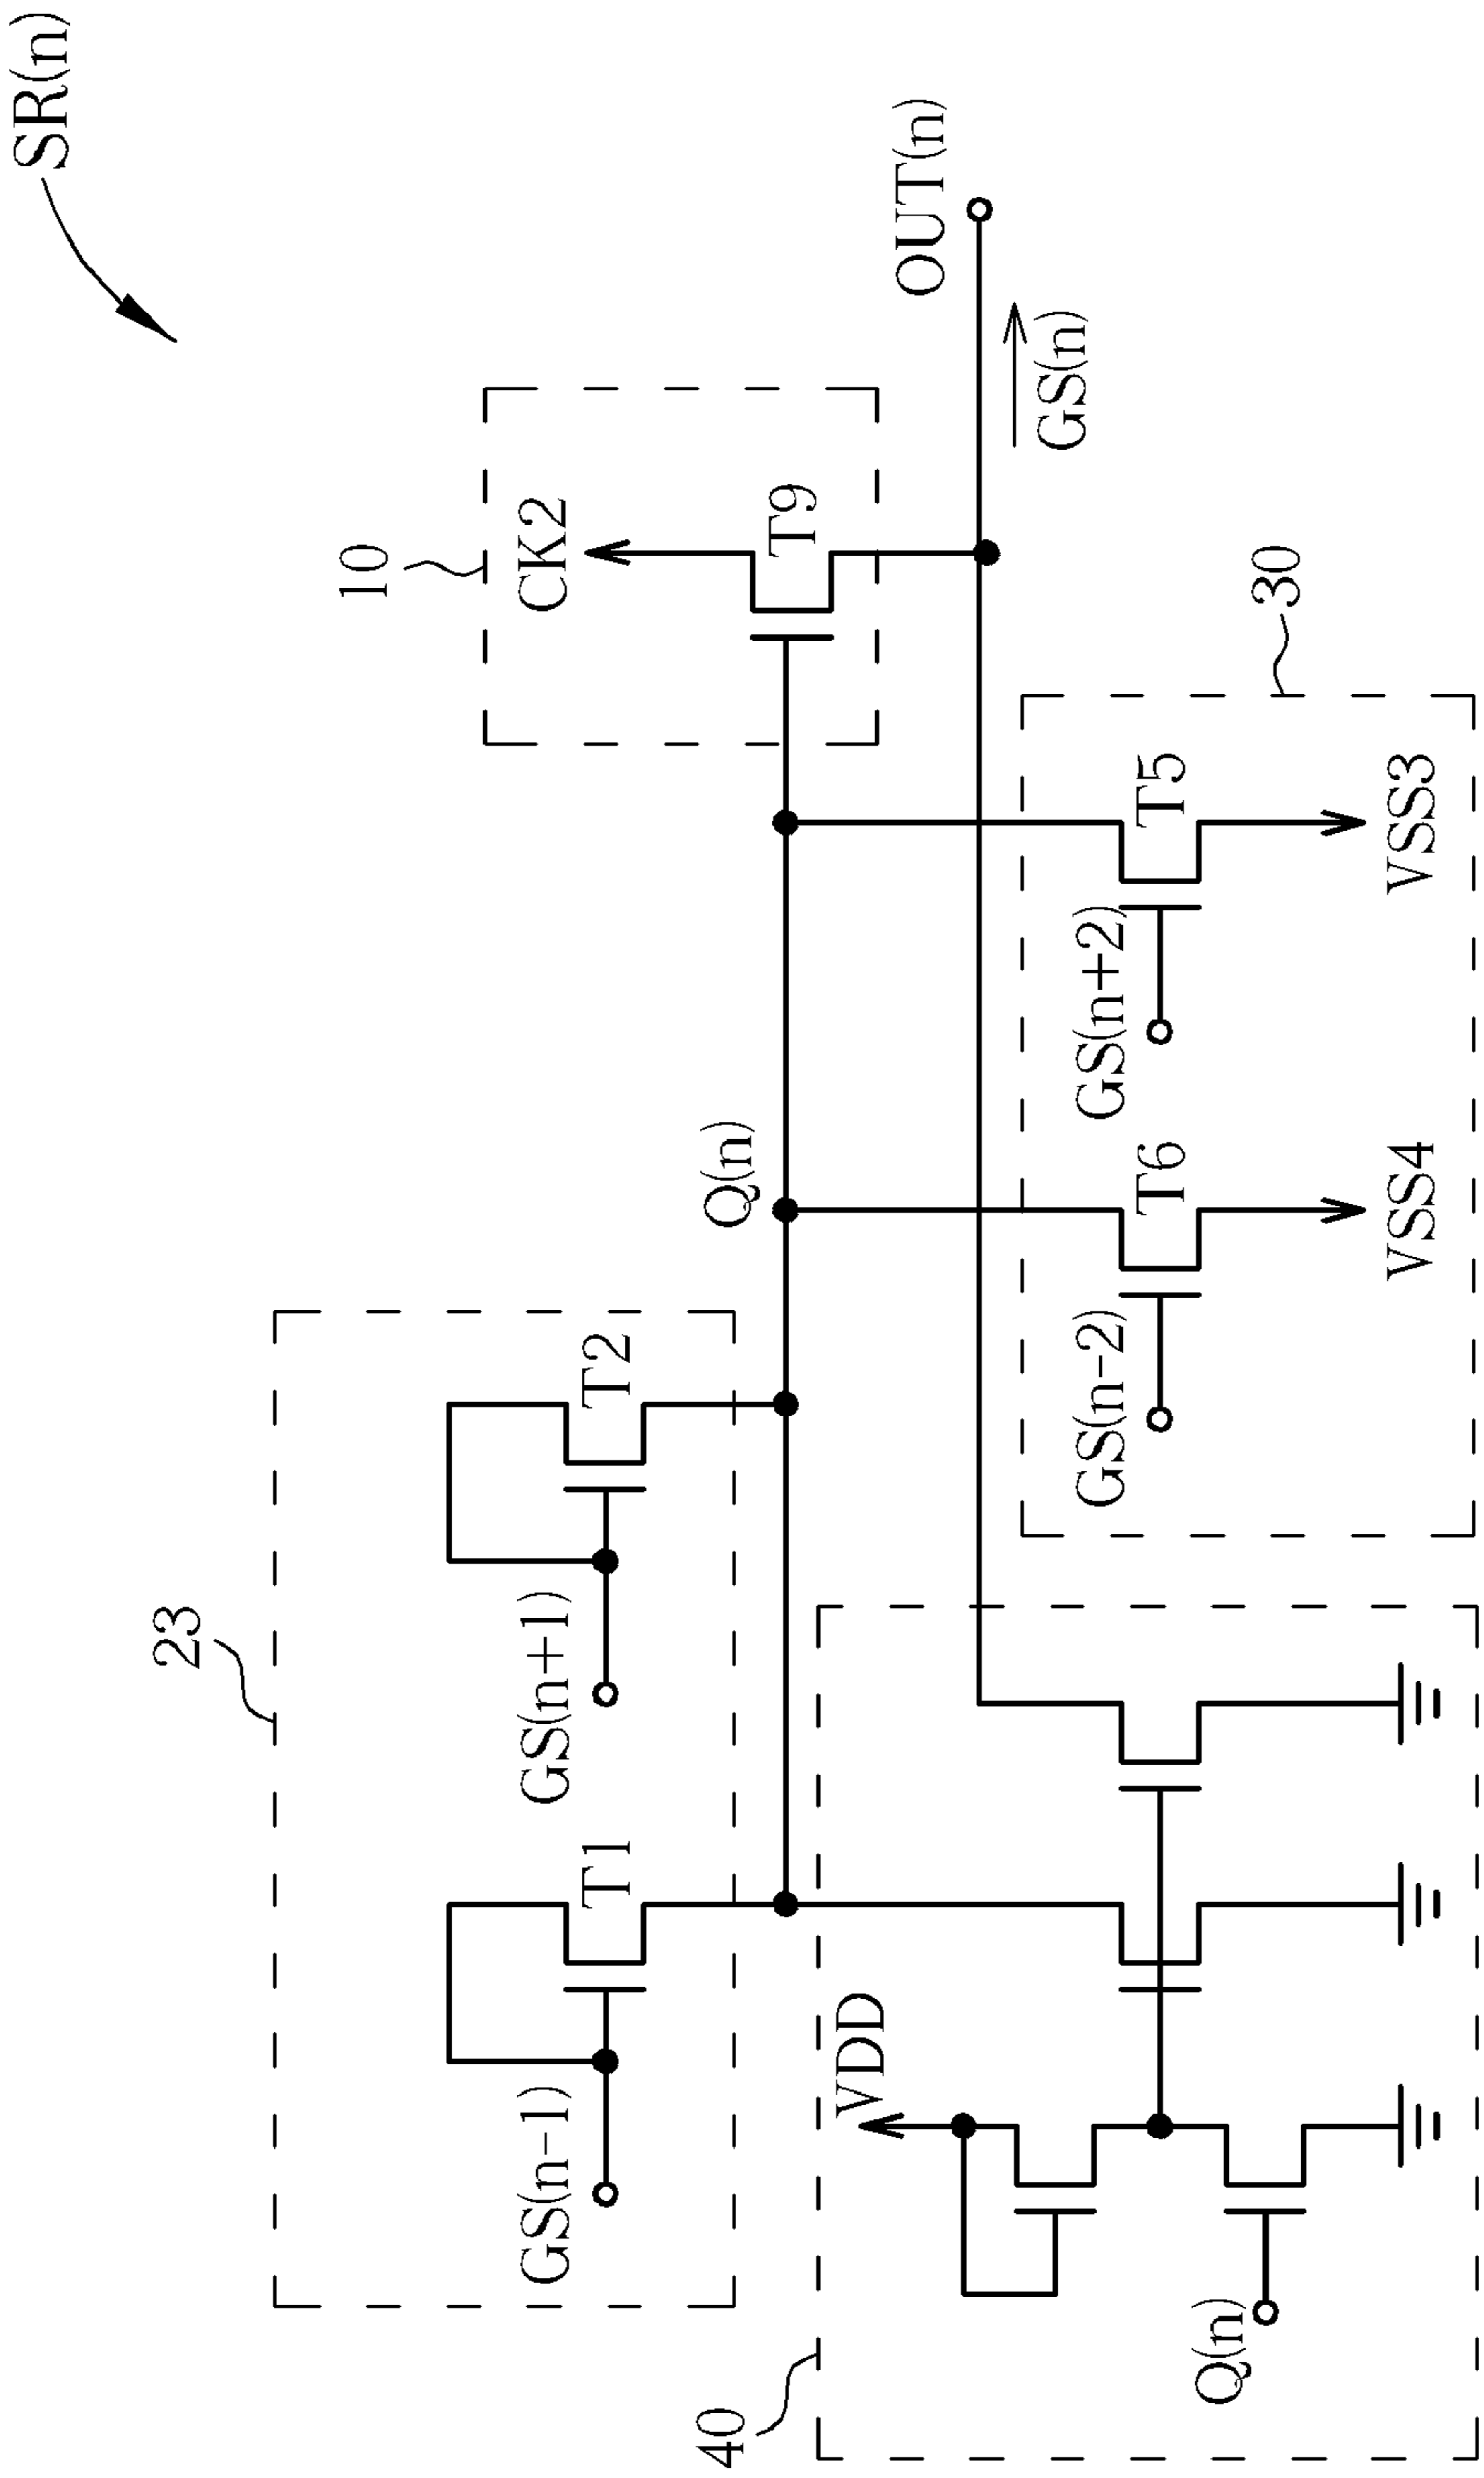 SR(n)
23
T1
T2
GS(n-1)
GS(n+1)
10
CK2
T9
Q(n)
OUT(n)
GS(n)
40
VDD
Q(n)
30
GS(n-2)
T6
GS(n+2)
T5
VSS4
VSS3